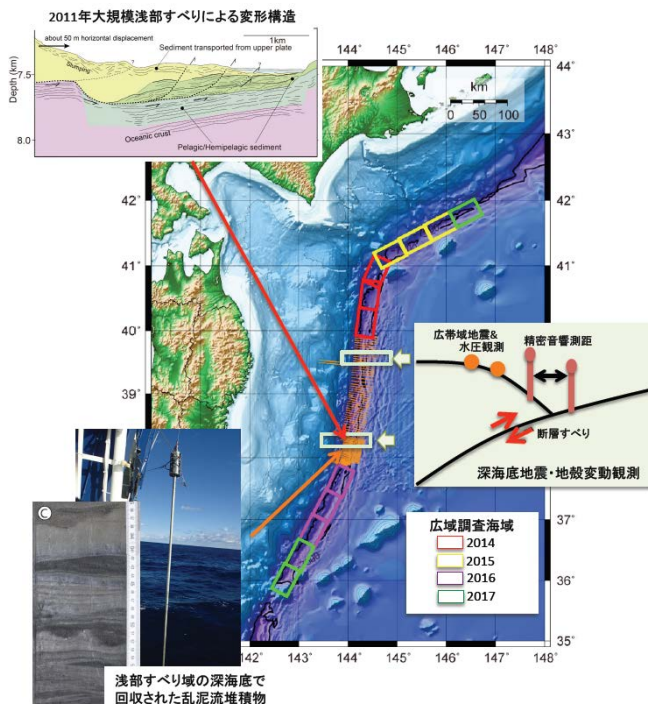 2011年大規模浅部すべりによる変形構造
about 50 m horizontal displacement
1km
Sediment transported from upper plate
Slumping
?
?
Depth (km)
7.5
8.0
Oceanic crust
Pelagic/Hemipelagic sediment
144° 145° 146° 147° 148°
44°
km
0 50 100
43°
42° 42°
41° 41°
40° 40°
39°
広帯域地震&
水圧観測
精密音響測距
断層すべり
深海底地震・地殻変動観測
37°
36°
35°
広域調査海域
2014
2015
2016
2017
142° 143° 144° 145° 146° 147° 148°
C
浅部すべり域の深海底で
回収された乱泥流堆積物